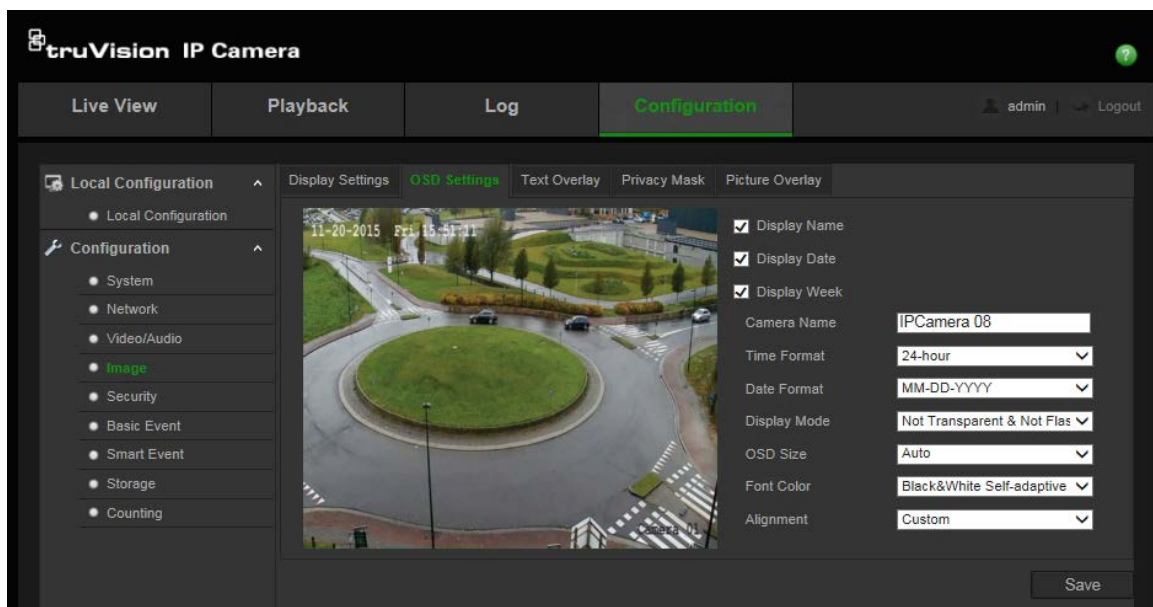 truVision IP Camera
?
Live View Playback Log Configuration admin | Logout
Local Configuration
Local Configuration
Configuration
System
Network
Video/Audio
Image
Security
Basic Event
Smart Event
Storage
Counting
Display Settings OSD Settings Text Overlay Privacy Mask Picture Overlay
11-20-2015 Fri 15:51:11
Camera 01
Display Name
Display Date
Display Week
Camera Name IPCamera 08
Time Format 24-hour
Date Format MM-DD-YYYY
Display Mode Not Transparent & Not Flas
OSD Size Auto
Font Color Black&White Self-adaptive
Alignment Custom
Save